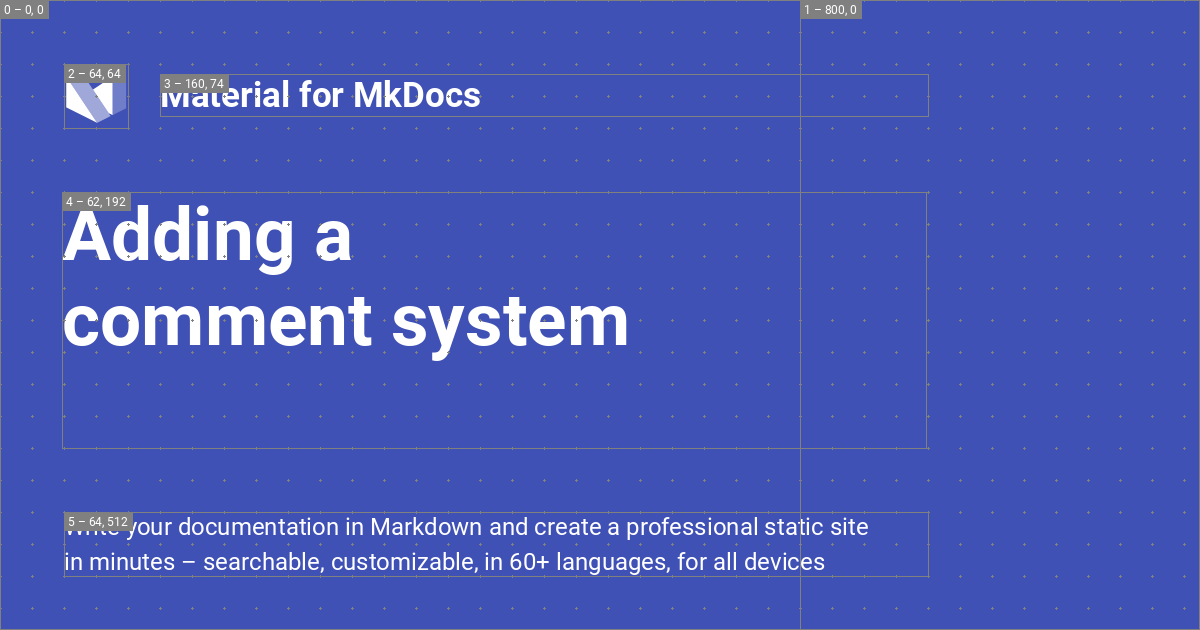 0 – 0, 0
1 – 800, 0
2 – 64, 64
3 – 160, 74
Material for MkDocs
4 – 62, 192
Adding a
comment system
5 – 64, 512
Write your documentation in Markdown and create a professional static site
in minutes – searchable, customizable, in 60+ languages, for all devices